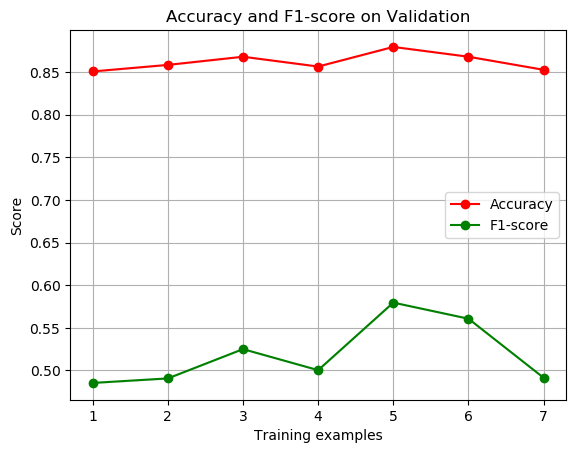 Accuracy and F1-score on Validation
0.85
0.80
0.75
0.70
0.65
0.60
0.55
0.50
Score
Accuracy
F1-score
1 2 3 4 5 6 7
Training examples